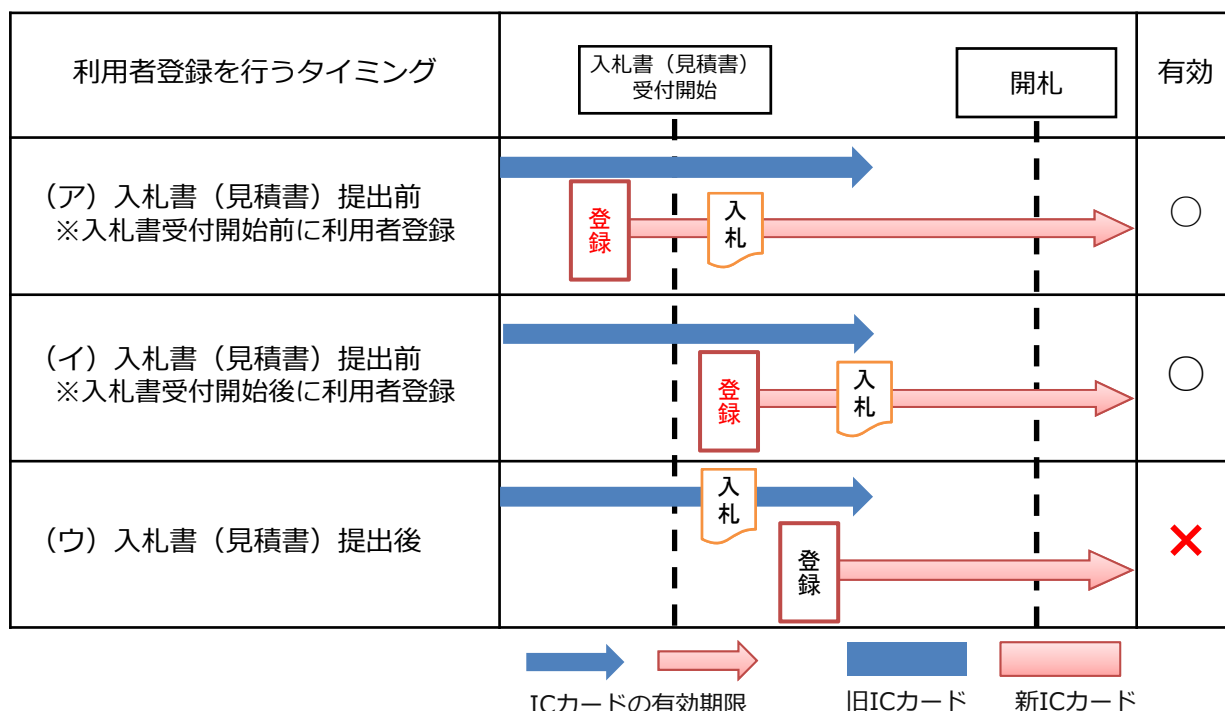 利用者登録を行うタイミング
入札書（見積書）
受付開始
開札
有効
（ア）入札書（見積書）提出前
※入札書受付開始前に利用者登録
登録
入札
○
（イ）入札書（見積書）提出前
※入札書受付開始後に利用者登録
登録
入札
○
（ウ）入札書（見積書）提出後
入札
登録
×
ICカードの有効期限
旧ICカード
新ICカード